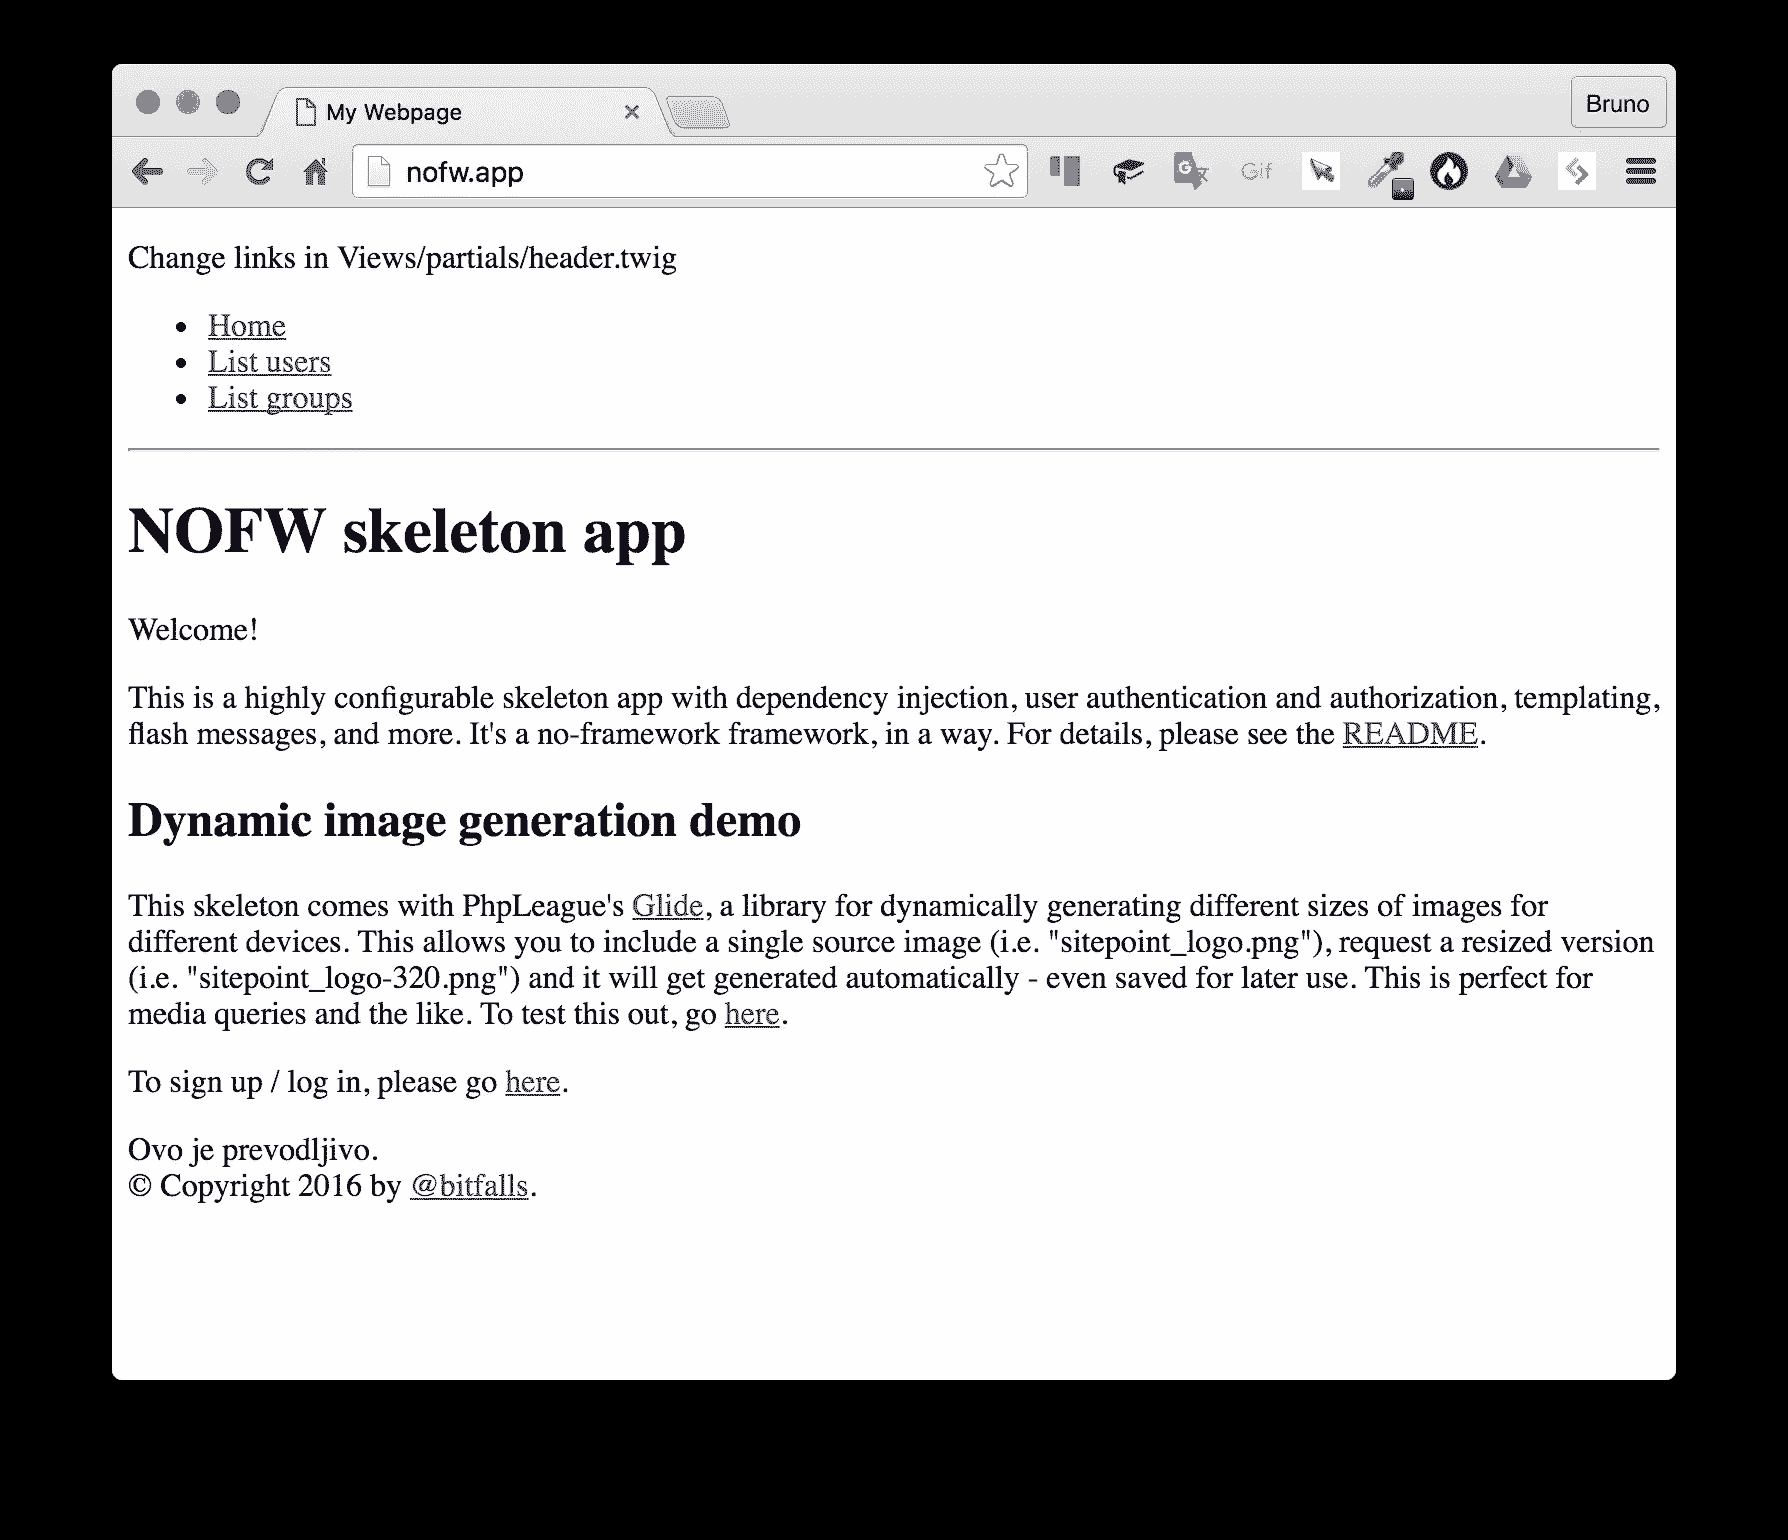 My Webpage
Bruno
nofw.app
Gif
Change links in Views/partials/header.twig
Home
List users
List groups
NOFW skeleton app
Welcome!
This is a highly configurable skeleton app with dependency injection, user authentication and authorization, templating,
flash messages, and more. It's a no-framework framework, in a way. For details, please see the README.
Dynamic image generation demo
This skeleton comes with PhpLeague's Glide, a library for dynamically generating different sizes of images for
different devices. This allows you to include a single source image (i.e. "sitepoint_logo.png"), request a resized version
(i.e. "sitepoint_logo-320.png") and it will get generated automatically - even saved for later use. This is perfect for
media queries and the like. To test this out, go here.
To sign up / log in, please go here.
Ovo je prevodljivo.
© Copyright 2016 by @bitfalls.